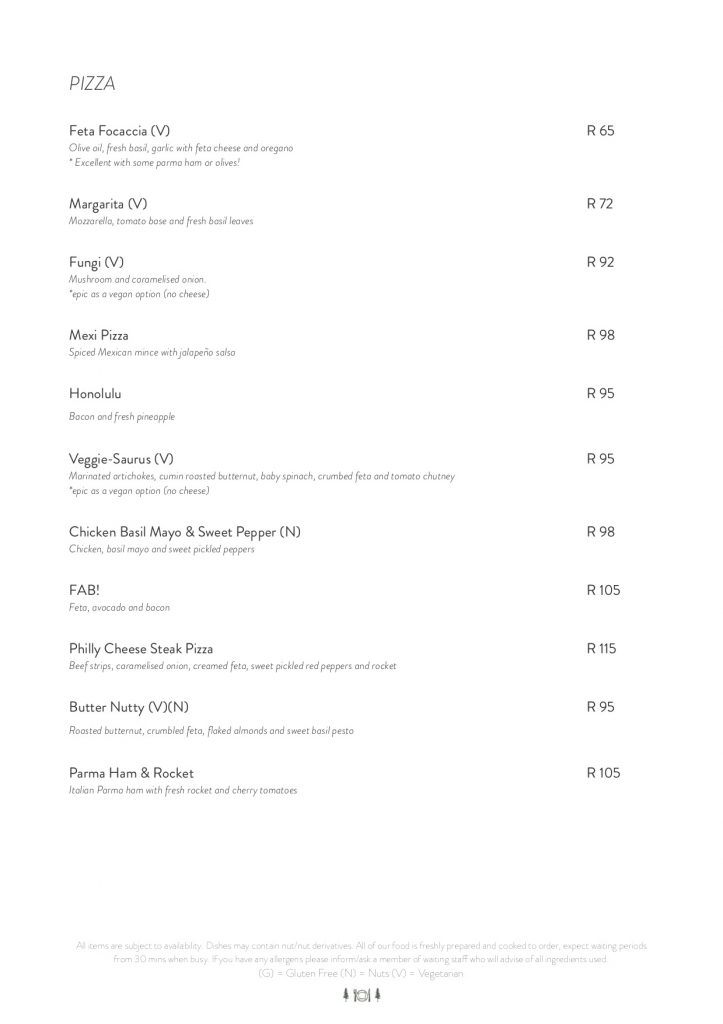 PIZZA
Feta Focaccia (V) R 65
Olive oil, fresh basil, garlic with feta cheese and oregano
* Excellent with some parma ham or olives!
Margarita (V) R 72
Mozzarella, tomato base and fresh basil leaves
Fungi (V) R 92
Mushroom and caramelised onion.
*epic as a vegan option (no cheese)
Mexi Pizza R 98
Spiced Mexican mince with jalapeño salsa
Honolulu R 95
Bacon and fresh pineapple
Veggie-Saurus (V) R 95
Marinated artichokes, cumin roasted butternut, baby spinach, crumbed feta and tomato chutney
*epic as a vegan option (no cheese)
Chicken Basil Mayo & Sweet Pepper (N) R 98
Chicken, basil mayo and sweet pickled peppers
FAB! R 105
Feta, avocado and bacon
Philly Cheese Steak Pizza R 115
Beef strips, caramelised onion, creamed feta, sweet pickled red peppers and rocket
Butter Nutty (V)(N) R 95
Roasted butternut, crumbled feta, flaked almonds and sweet basil pesto
Parma Ham & Rocket R 105
Italian Parma ham with fresh rocket and cherry tomatoes
All items are subject to availability. Dishes may contain nut/nut derivatives. All of our food is freshly prepared and cooked to order, expect waiting periods
from 30 mins when busy. If you have any allergens please inform/ask a member of waiting staff who will advise of all ingredients used.
(G) = Gluten Free (N) = Nuts (V) = Vegetarian